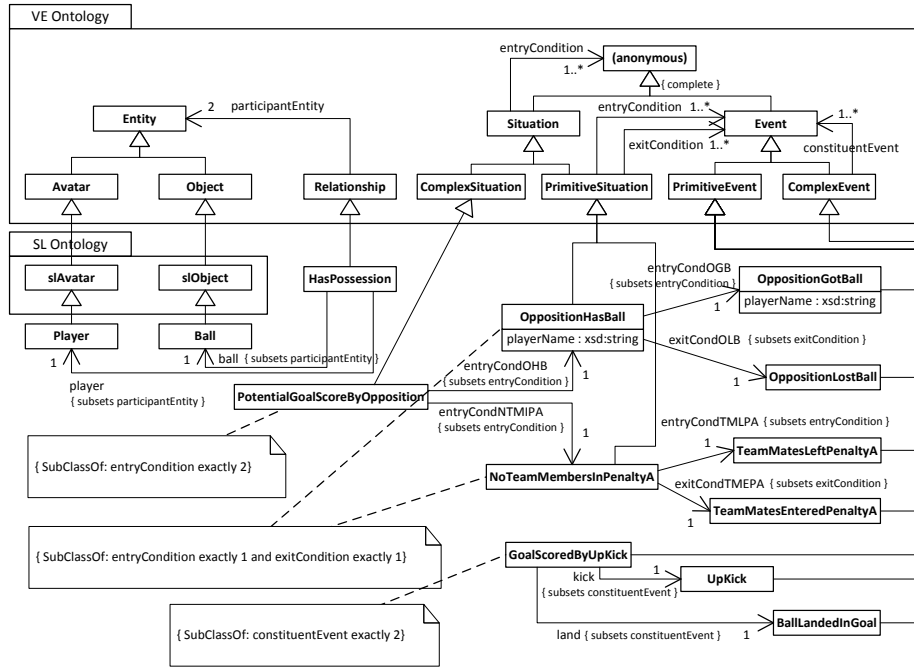 VE Ontology
entryCondition
(anonymous)
1..*
{ complete }
2
participantEntity
entryCondition 1..*
1..*
Entity
Situation
Event
exitCondition 1..*
constituentEvent
Avatar
Object
Relationship
ComplexSituation
PrimitiveSituation
PrimitiveEvent
ComplexEvent
SL Ontology
slAvatar
slObject
HasPossession
entryCondOGB
{ subsets entryCondition }
OppositionGotBall
playerName : xsd:string
1
OppositionHasBall
playerName : xsd:string
Player
Ball
exitCondOLB { subsets exitCondition }
1
1
ball { subsets participantEntity}
entryCondOHB
{ subsets entryCondition }
1
1
OppositionLostBall
player
{ subsets participantEntity}
PotentialGoalScoreByOpposition
entryCondNTMIPA
{ subsets entryCondition }
1
entryCondTMLPA { subsets entryCondition }
1
TeamMatesLeftPenaltyA
{ SubClassOf: entryCondition exactly 2}
NoTeamMembersInPenaltyA
exitCondTMEPA { subsets exitCondition }
1
TeamMatesEnteredPenaltyA
{ SubClassOf: entryCondition exactly 1 and exitCondition exactly 1}
GoalScoredByUpKick
kick
{ subsets constituentEvent }
1
UpKick
{ SubClassOf: constituentEvent exactly 2}
land { subsets constituentEvent }
1
BallLandedInGoal